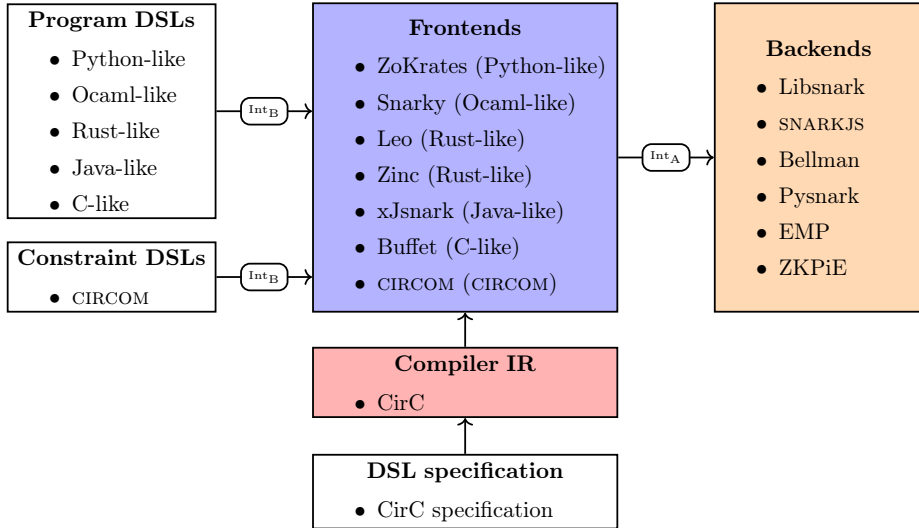 Program DSLs
• Python-like
• Ocaml-like
• Rust-like
• Java-like
• C-like
Int_B
Constraint DSLs
• CIRCOM
Int_B
Frontends
• ZoKrates (Python-like)
• Snarky (Ocaml-like)
• Leo (Rust-like)
• Zinc (Rust-like)
• xJsnark (Java-like)
• Buffet (C-like)
• CIRCOM (CIRCOM)
Int_A
Backends
• Libsnark
• SNARKJS
• Bellman
• Pysnark
• EMP
• ZKPiE
Compiler IR
• CirC
DSL specification
• CirC specification